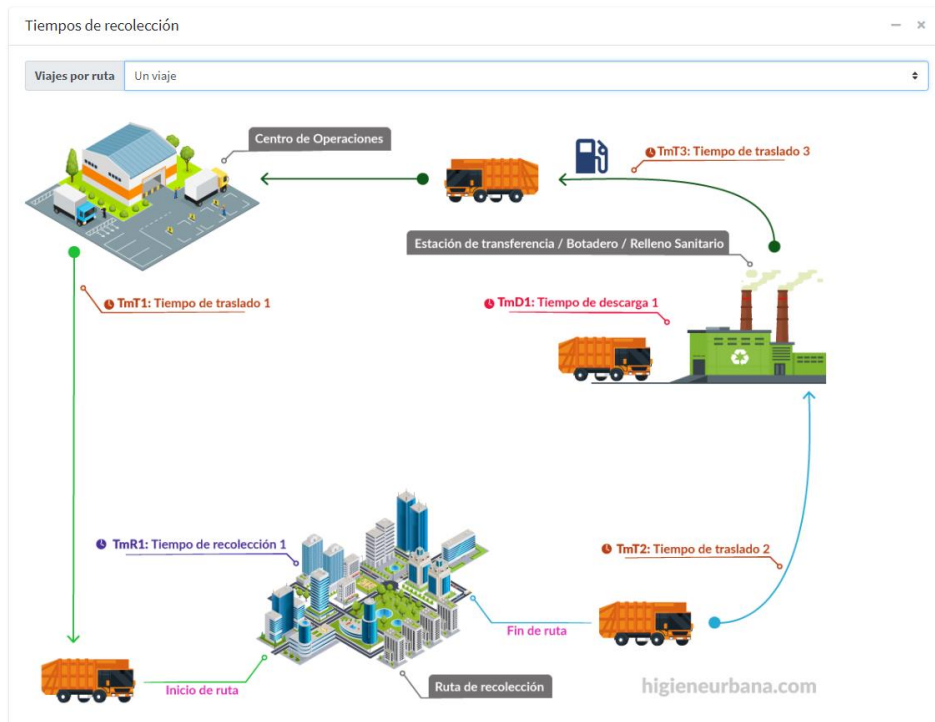 Tiempos de recolección
Viajes por ruta
Un viaje
Centro de Operaciones
TmT3: Tiempo de traslado 3
Estación de transferencia / Botadero / Relleno Sanitario
TmT1: Tiempo de traslado 1
TmD1: Tiempo de descarga 1
TmR1: Tiempo de recolección 1
TmT2: Tiempo de traslado 2
Fin de ruta
Inicio de ruta
Ruta de recolección
higieneurbana.com